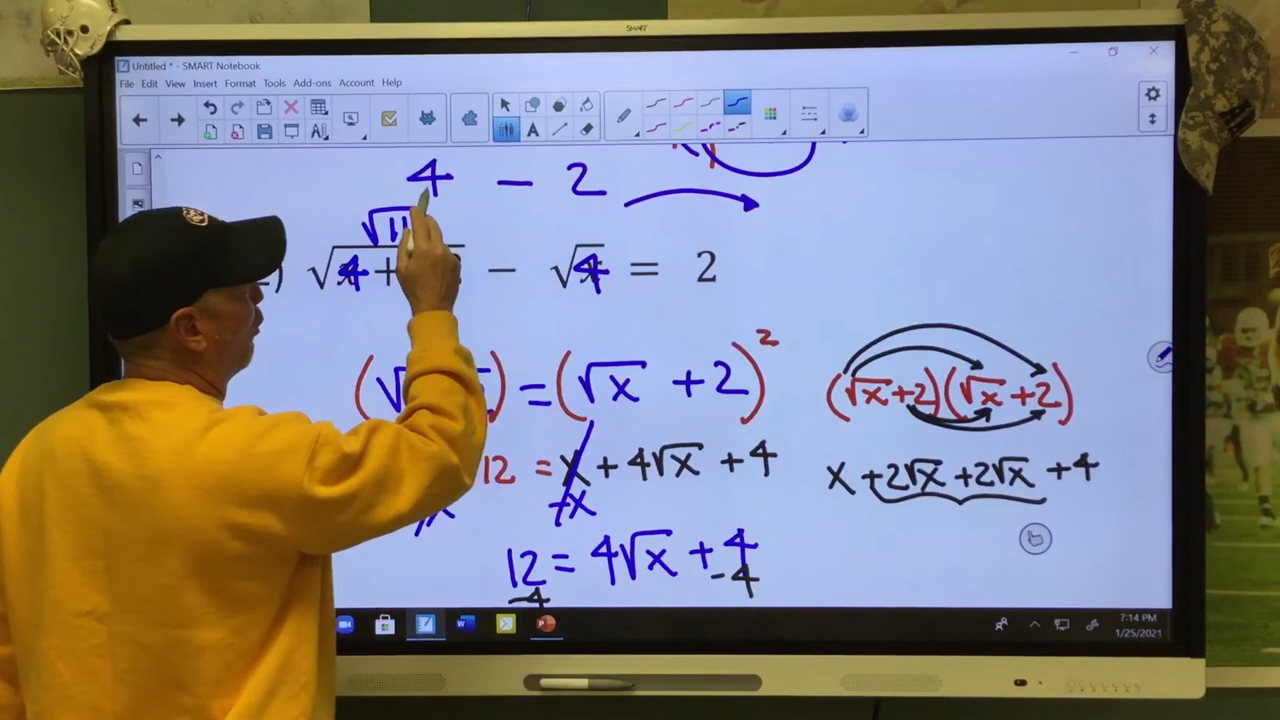 SMART
Untitled * - SMART Notebook
File Edit View Insert Format Tools Add-ons Account Help
4 - 2
√4 + - √4 = 2
) = (√x + 2)²
(√x+2)(√x+2)
12 = x + 4√x + 4
x + 2√x + 2√x + 4
-x
12 = 4√x + 4
-4 -4
7:14 PM
1/25/2021